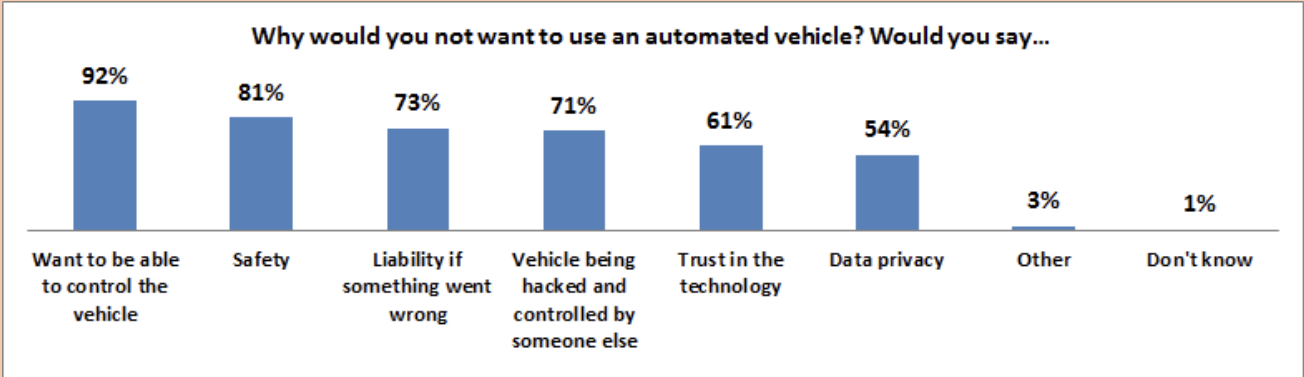 Why would you not want to use an automated vehicle? Would you say...
92%
81%
73%
71%
61%
54%
3%
1%
Want to be able
to control the
vehicle
Safety
Liability if
something went
wrong
Vehicle being
hacked and
controlled by
someone else
Trust in the
technology
Data privacy
Other
Don't know